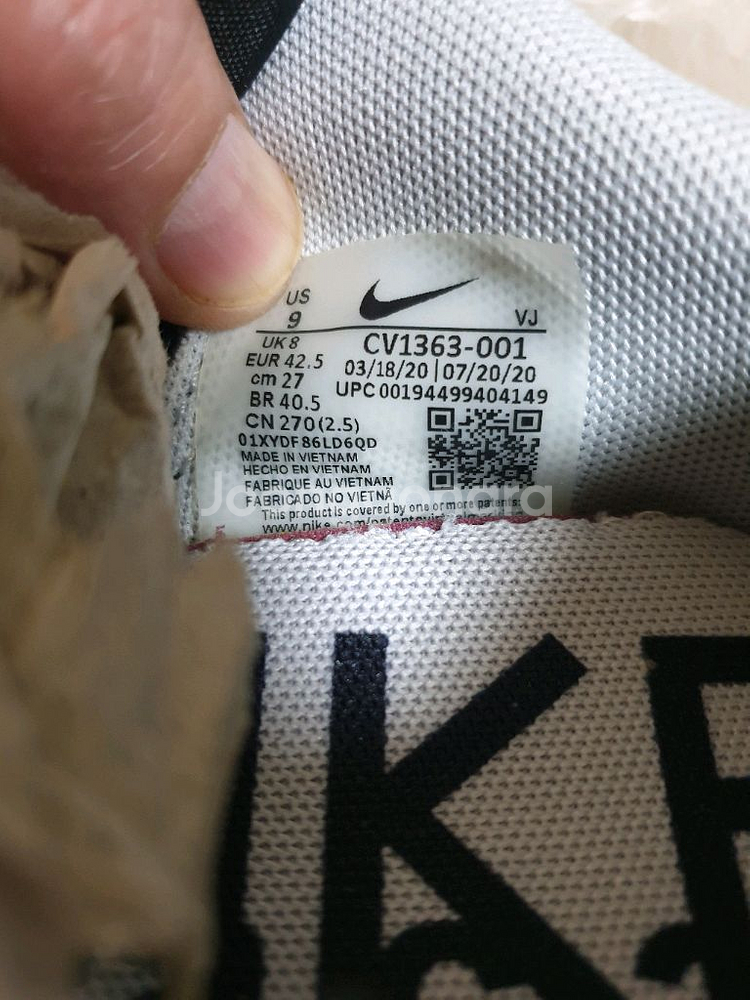 US
9
VJ
UK 8
EUR 42.5
cm 27
BR 40.5
CN 270(2.5)
CV1363-001
03/18/20 | 07/20/20
UPC 00194499404149
01XYDF86LD6QD
MADE IN VIETNAM
HECHO EN VIETNAM
FABRIQUE AU VIETNAM
FABRICADO NO VIETNÃ
This product is covered by one or more patents:
KE